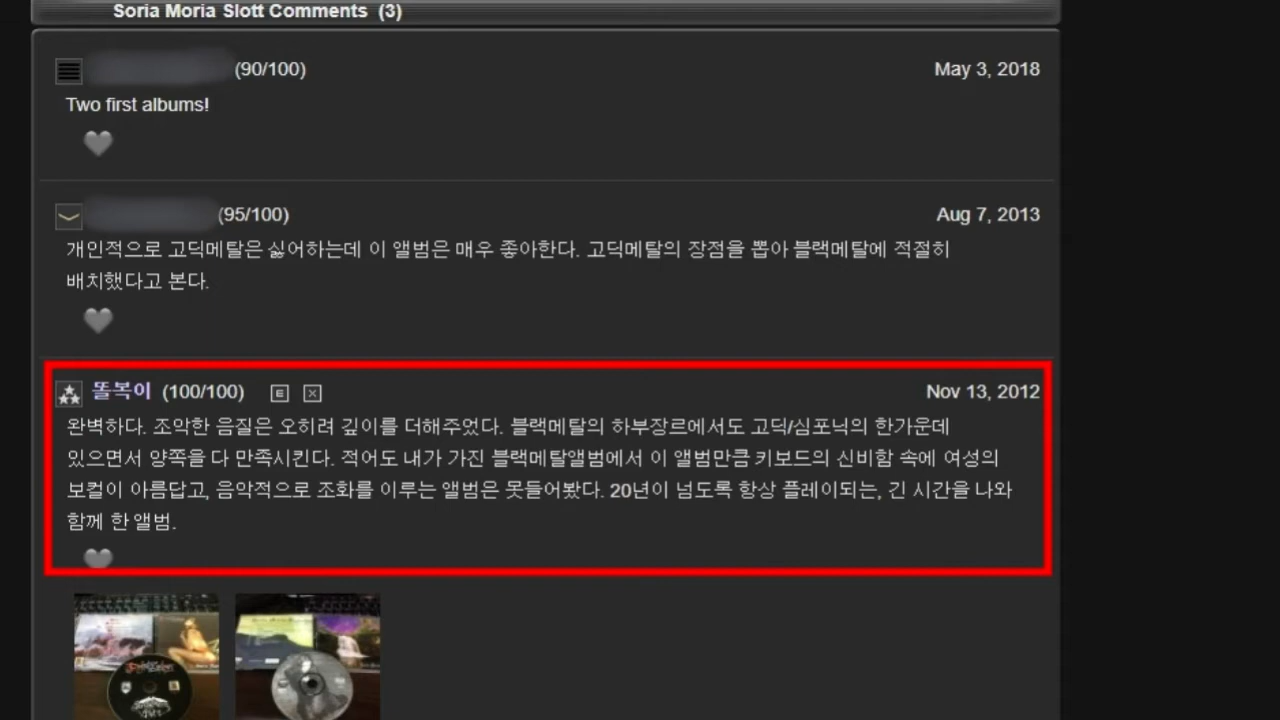 Soria Moria Slott Comments (3)
(90/100) May 3, 2018
Two first albums!
(95/100) Aug 7, 2013
개인적으로 고딕메탈은 싫어하는데 이 앨범은 매우 좋아한다. 고딕메탈의 장점을 뽑아 블랙메탈에 적절히
배치했다고 본다.
똘복이 (100/100) E X Nov 13, 2012
완벽하다. 조악한 음질은 오히려 깊이를 더해주었다. 블랙메탈의 하부장르에서도 고딕/심포닉의 한가운데
있으면서 양쪽을 다 만족시킨다. 적어도 내가 가진 블랙메탈앨범에서 이 앨범만큼 키보드의 신비함 속에 여성의
보컬이 아름답고, 음악적으로 조화를 이루는 앨범은 못들어봤다. 20년이 넘도록 항상 플레이되는, 긴 시간을 나와
함께 한 앨범.